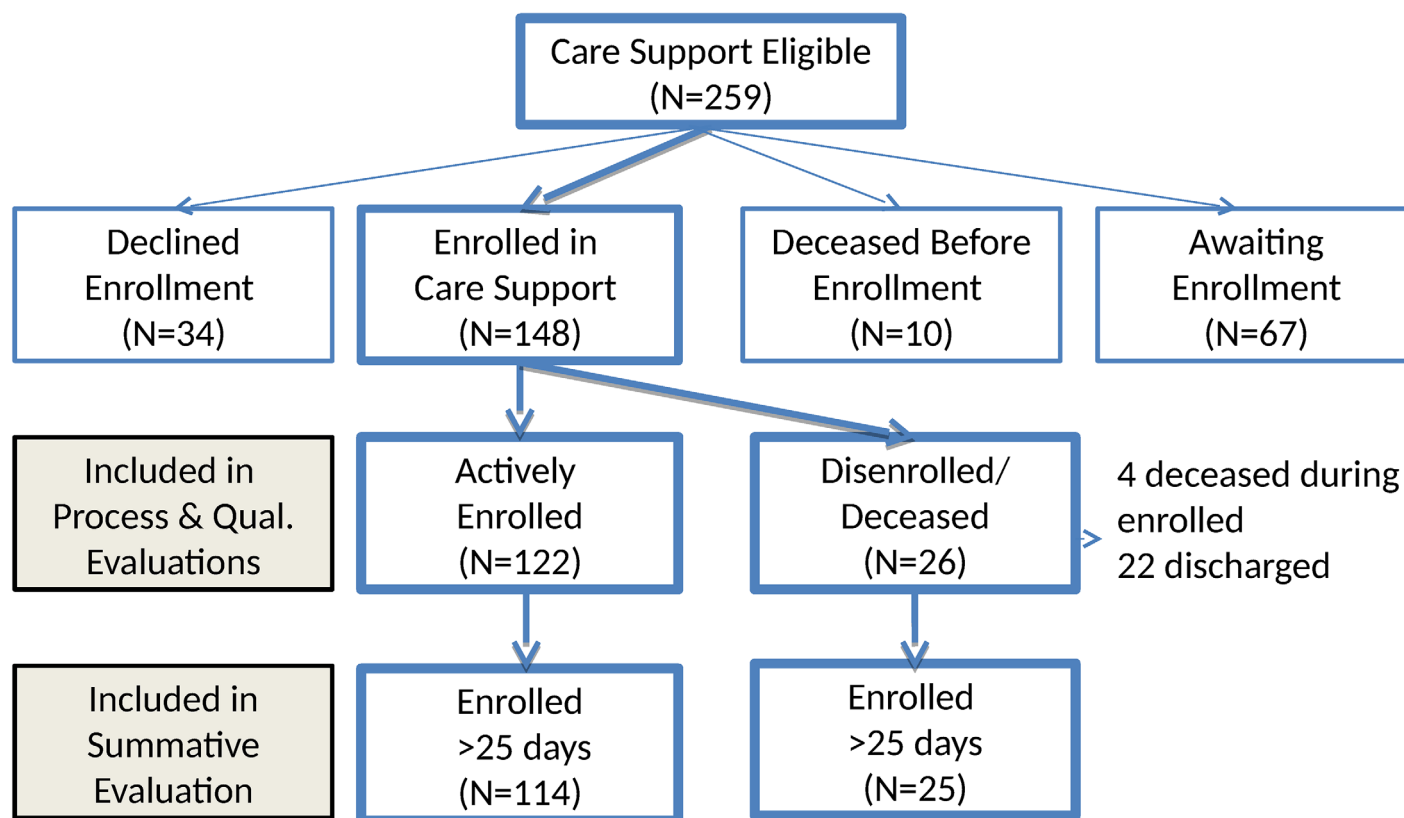 Care Support Eligible
(N=259)
Declined
Enrollment
(N=34)
Enrolled in
Care Support
(N=148)
Deceased Before
Enrollment
(N=10)
Awaiting
Enrollment
(N=67)
Included in
Process & Qual.
Evaluations
Actively
Enrolled
(N=122)
Disenrolled/
Deceased
(N=26)
4 deceased during
enrolled
22 discharged
Included in
Summative
Evaluation
Enrolled
>25 days
(N=114)
Enrolled
>25 days
(N=25)